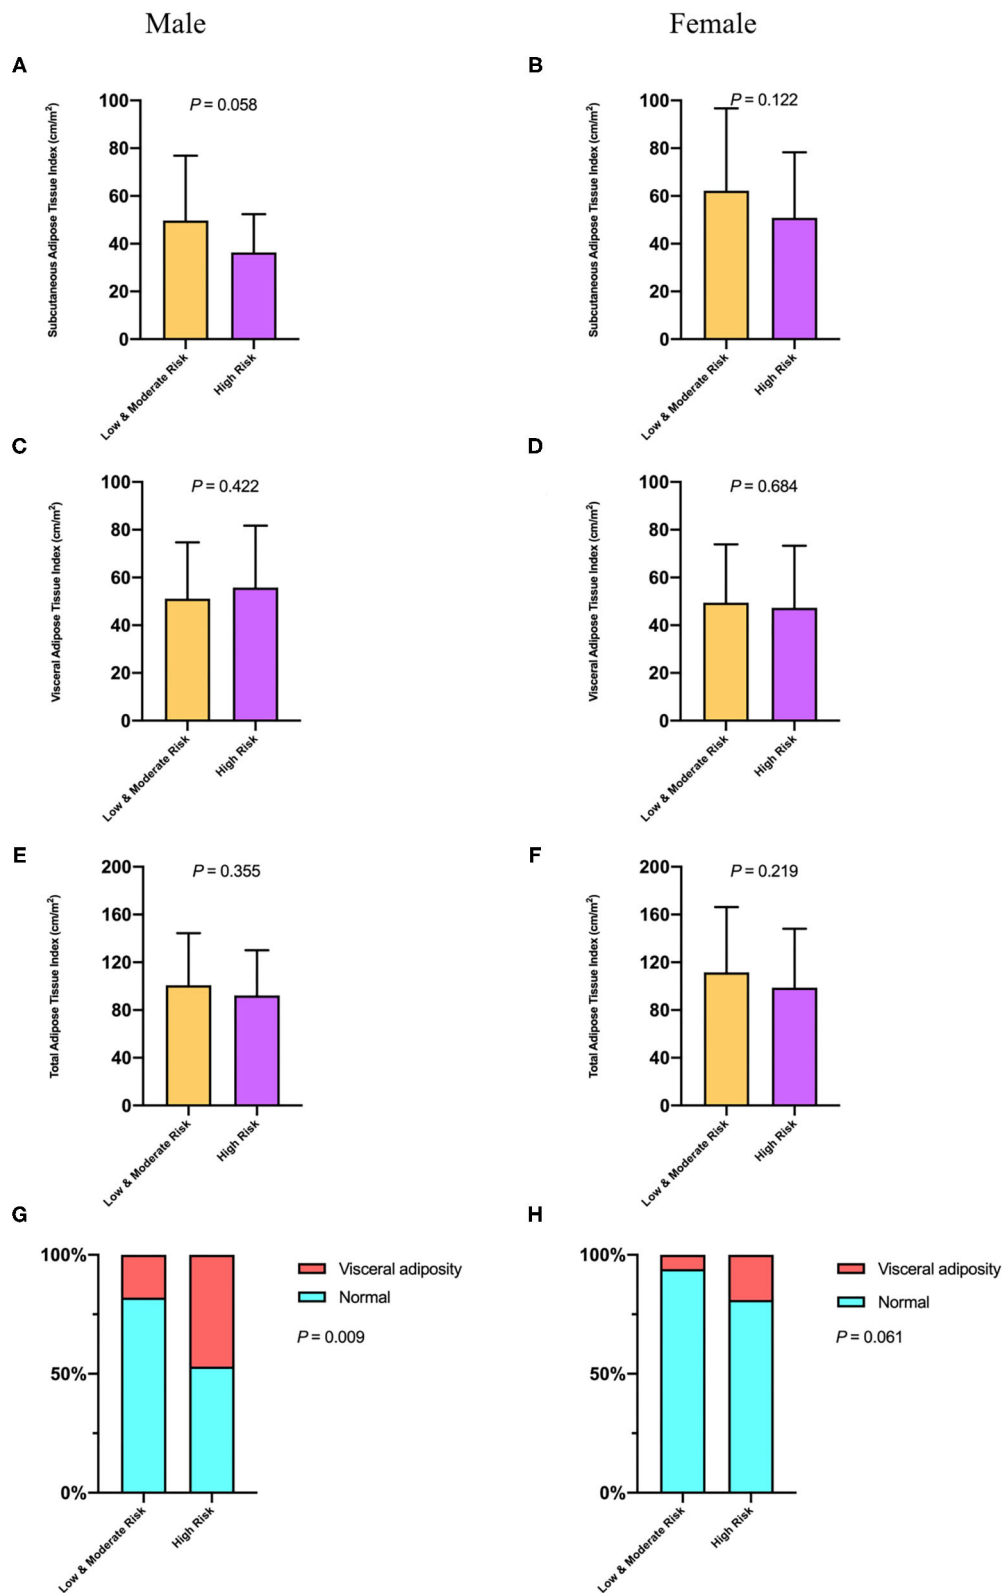 Male
Female
A
B
Subcutaneous Adipose Tissue Index (cm/m²)
100
80
60
40
20
0
P = 0.058
Low & Moderate Risk
High Risk
Subcutaneous Adipose Tissue Index (cm/m²)
100
80
60
40
20
0
P = 0.122
Low & Moderate Risk
High Risk
C
D
Visceral Adipose Tissue Index (cm/m²)
100
80
60
40
20
0
P = 0.422
Low & Moderate Risk
High Risk
Visceral Adipose Tissue Index (cm/m²)
100
80
60
40
20
0
P = 0.684
Low & Moderate Risk
High Risk
E
F
Total Adipose Tissue Index (cm/m²)
200
160
120
80
40
0
P = 0.355
Low & Moderate Risk
High Risk
Total Adipose Tissue Index (cm/m²)
200
160
120
80
40
0
P = 0.219
Low & Moderate Risk
High Risk
G
H
100%
50%
0%
Visceral adiposity
Normal
P = 0.009
Low & Moderate Risk
High Risk
100%
50%
0%
Visceral adiposity
Normal
P = 0.061
Low & Moderate Risk
High Risk